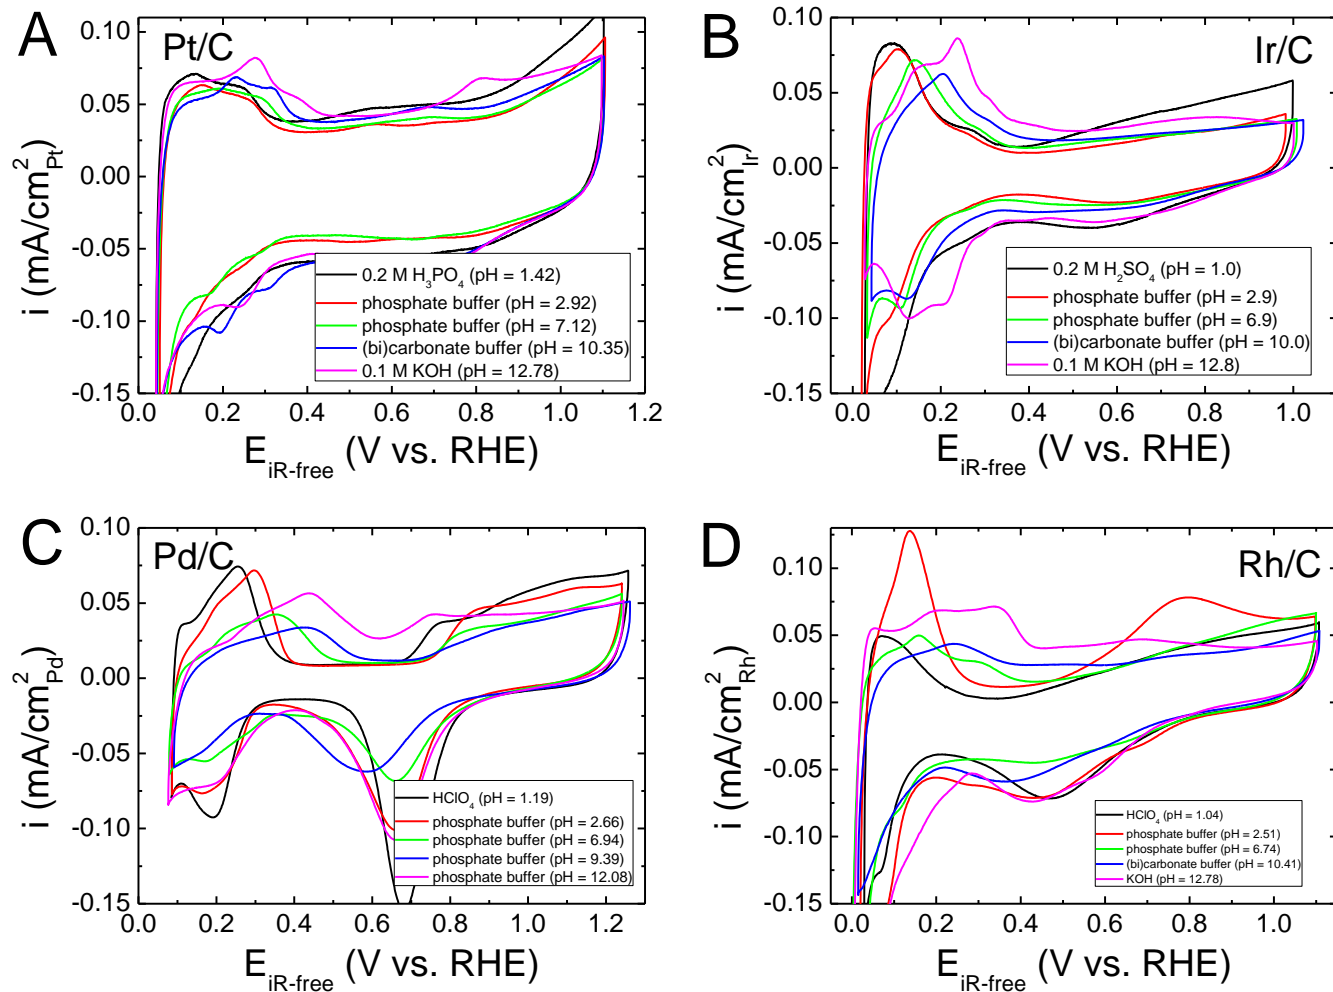 A
Pt/C
i (mA/cm²Pt)
0.10
0.05
0.00
-0.05
-0.10
-0.15
0.2 M H₃PO₄ (pH = 1.42)
phosphate buffer (pH = 2.92)
phosphate buffer (pH = 7.12)
(bi)carbonate buffer (pH = 10.35)
0.1 M KOH (pH = 12.78)
0.0 0.2 0.4 0.6 0.8 1.0 1.2
E iR-free (V vs. RHE)
B
Ir/C
i (mA/cm²Ir)
0.10
0.05
0.00
-0.05
-0.10
-0.15
0.2 M H₂SO₄ (pH = 1.0)
phosphate buffer (pH = 2.9)
phosphate buffer (pH = 6.9)
(bi)carbonate buffer (pH = 10.0)
0.1 M KOH (pH = 12.8)
0.0 0.2 0.4 0.6 0.8 1.0
E iR-free (V vs. RHE)
C
Pd/C
i (mA/cm²Pd)
0.10
0.05
0.00
-0.05
-0.10
-0.15
HClO₄ (pH = 1.19)
phosphate buffer (pH = 2.66)
phosphate buffer (pH = 6.94)
phosphate buffer (pH = 9.39)
phosphate buffer (pH = 12.08)
0.0 0.2 0.4 0.6 0.8 1.0 1.2
E iR-free (V vs. RHE)
D
Rh/C
i (mA/cm²Rh)
0.10
0.05
0.00
-0.05
-0.10
-0.15
HClO₄ (pH = 1.04)
phosphate buffer (pH = 2.51)
phosphate buffer (pH = 6.74)
(bi)carbonate buffer (pH = 10.41)
KOH (pH = 12.78)
0.0 0.2 0.4 0.6 0.8 1.0
E iR-free (V vs. RHE)